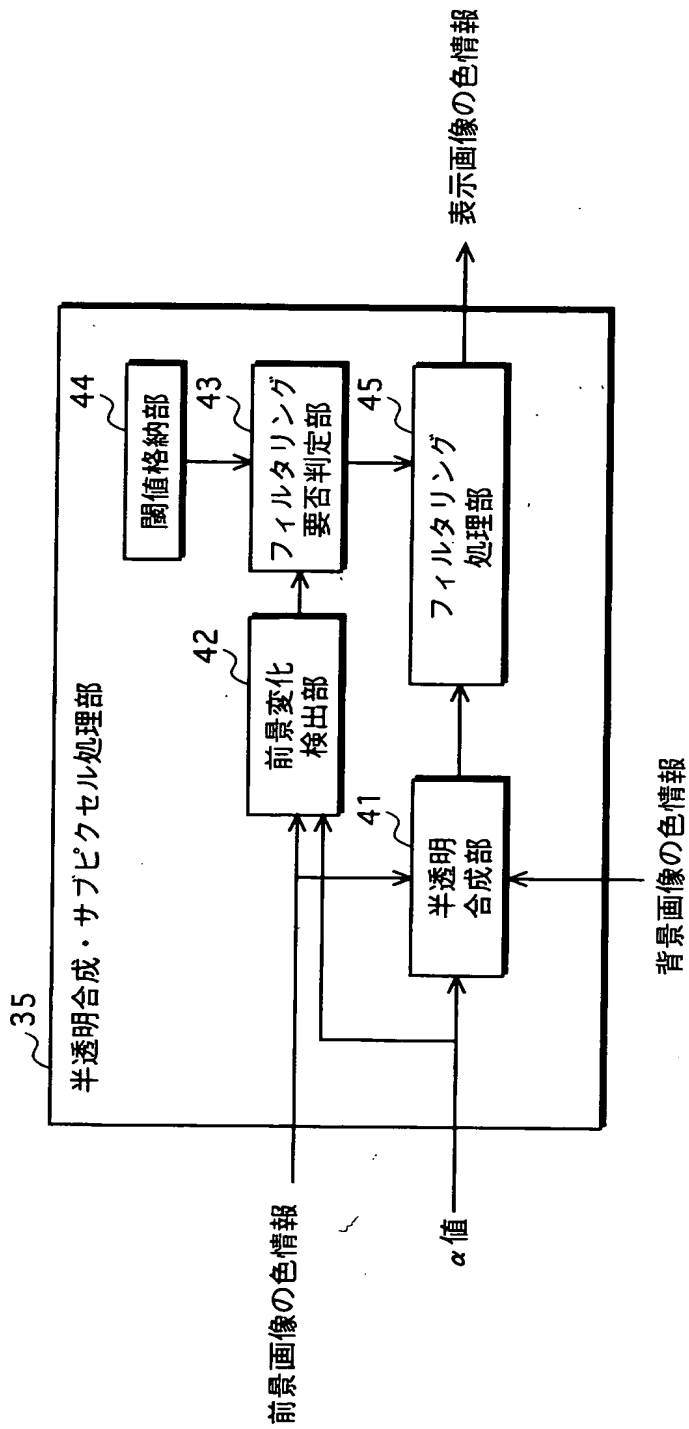 35
半透明合成・サブピクセル処理部
44
閾値格納部
42
前景変化
検出部
43
フィルタリング
要否判定部
前景画像の色情報
α値
41
半透明
合成部
45
フィルタリング
処理部
表示画像の色情報
背景画像の色情報